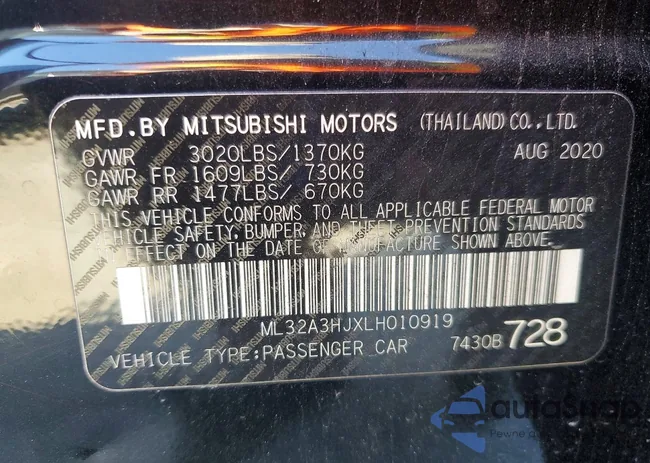 MFD.BY MITSUBISHI MOTORS (THAILAND)CO.,LTD.
GVWR 3020LBS/1370KG AUG 2020
GAWR FR 1609LBS/ 730KG
GAWR RR 1477LBS/ 670KG
THIS VEHICLE CONFORMS TO ALL APPLICABLE FEDERAL MOTOR
VEHICLE SAFETY, BUMPER, AND THEFT PREVENTION STANDARDS
IN EFFECT ON THE DATE OF MANUFACTURE SHOWN ABOVE.
ML32A3HJXLH010919
VEHICLE TYPE:PASSENGER CAR 7430B 728
autoSnap
Pewne